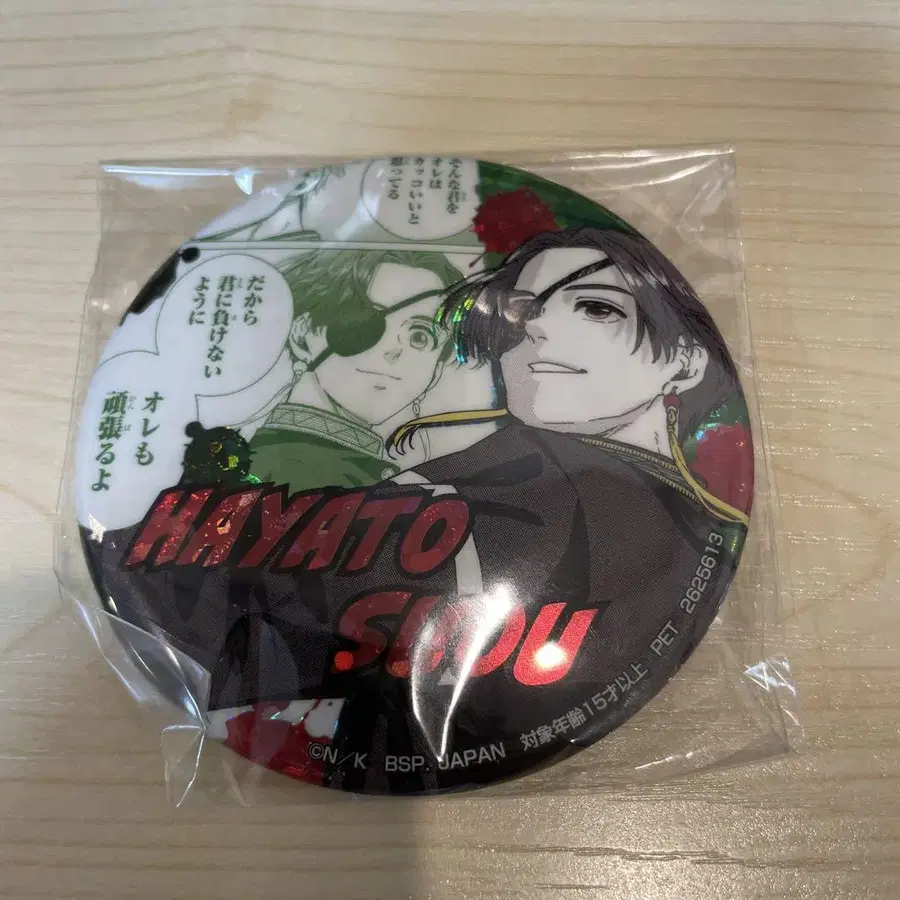 そんな君を
オレは
カッコいいと
思ってる
だから
君に負けない
ように
オレも
頑張るよ
HAYATO
SUOU
©N/K BSP. JAPAN 対象年齢15才以上 PET 2625613